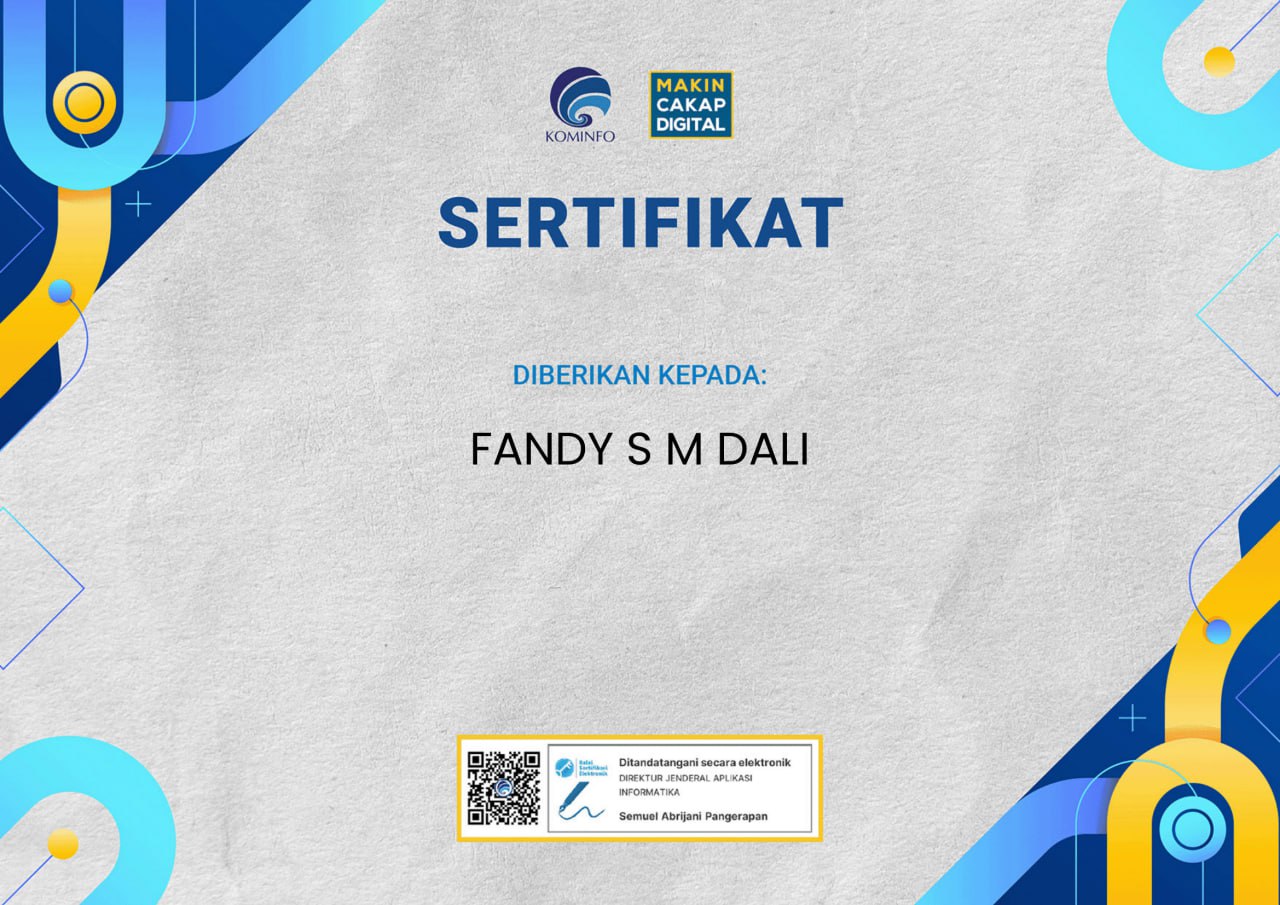 KOMINFO
MAKIN
CAKAP
DIGITAL
SERTIFIKAT
DIBERIKAN KEPADA:
FANDY S M DALI
Balai
Sertifikasi
Elektronik
Ditandatangani secara elektronik
DIREKTUR JENDERAL APLIKASI
INFORMATIKA
Semuel Abrijani Pangerapan